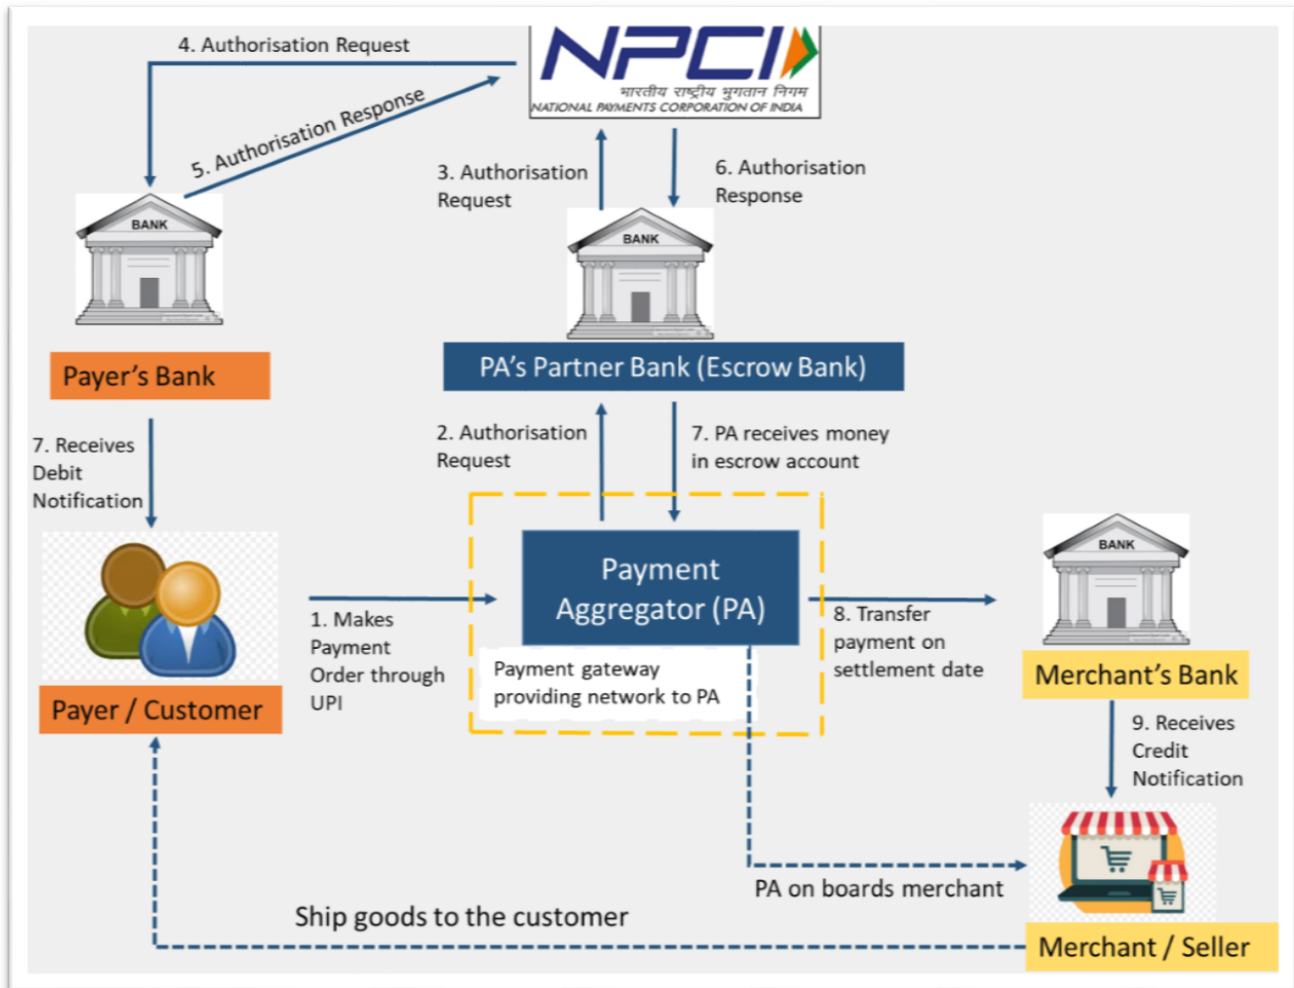 4. Authorisation Request
NPCI
भारतीय राष्ट्रीय भुगतान निगम
NATIONAL PAYMENTS CORPORATION OF INDIA
5. Authorisation Response
3. Authorisation
Request
6. Authorisation
Response
BANK
BANK
Payer's Bank
PA's Partner Bank (Escrow Bank)
7. Receives
Debit
Notification
2. Authorisation
Request
7. PA receives money
in escrow account
Payment
Aggregator (PA)
BANK
1. Makes
Payment
Order through
UPI
8. Transfer
payment on
settlement date
Payment gateway
providing network to PA
Merchant's Bank
Payer / Customer
9. Receives
Credit
Notification
PA on boards merchant
Ship goods to the customer
Merchant / Seller